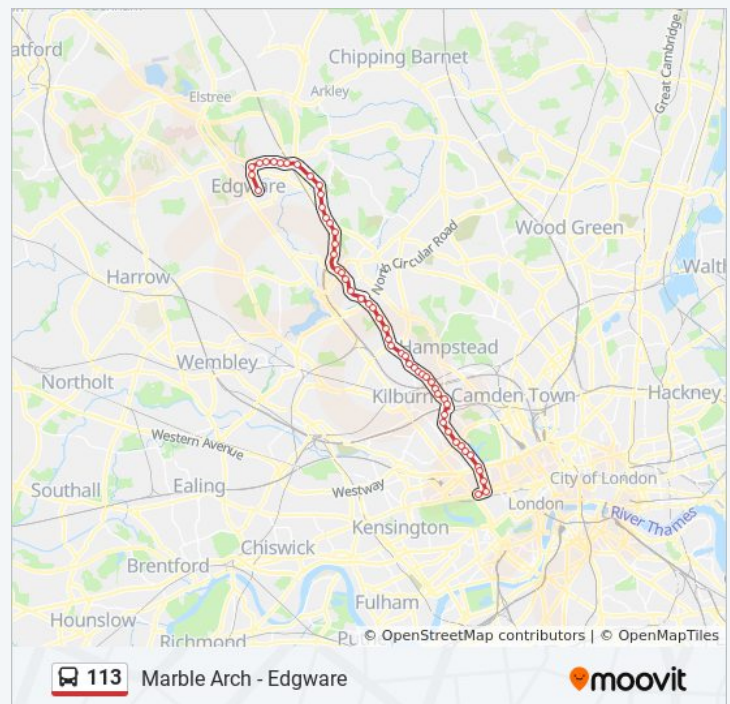 atford
Chipping Barnet
Great Cambridge
Elstree
Arkley
Edgware
Wood Green
North Circular Road
Harrow
Walth
Hampstead
Wembley
Northolt
Kilburn
Camden Town
Hackney
Western Avenue
Southall
Ealing
Westway
City of London
London
River Thames
Kensington
Chiswick
Brentford
Fulham
Hounslow
Richmond
© OpenStreetMap contributors | © OpenMapTiles
113 Marble Arch - Edgware
moovit